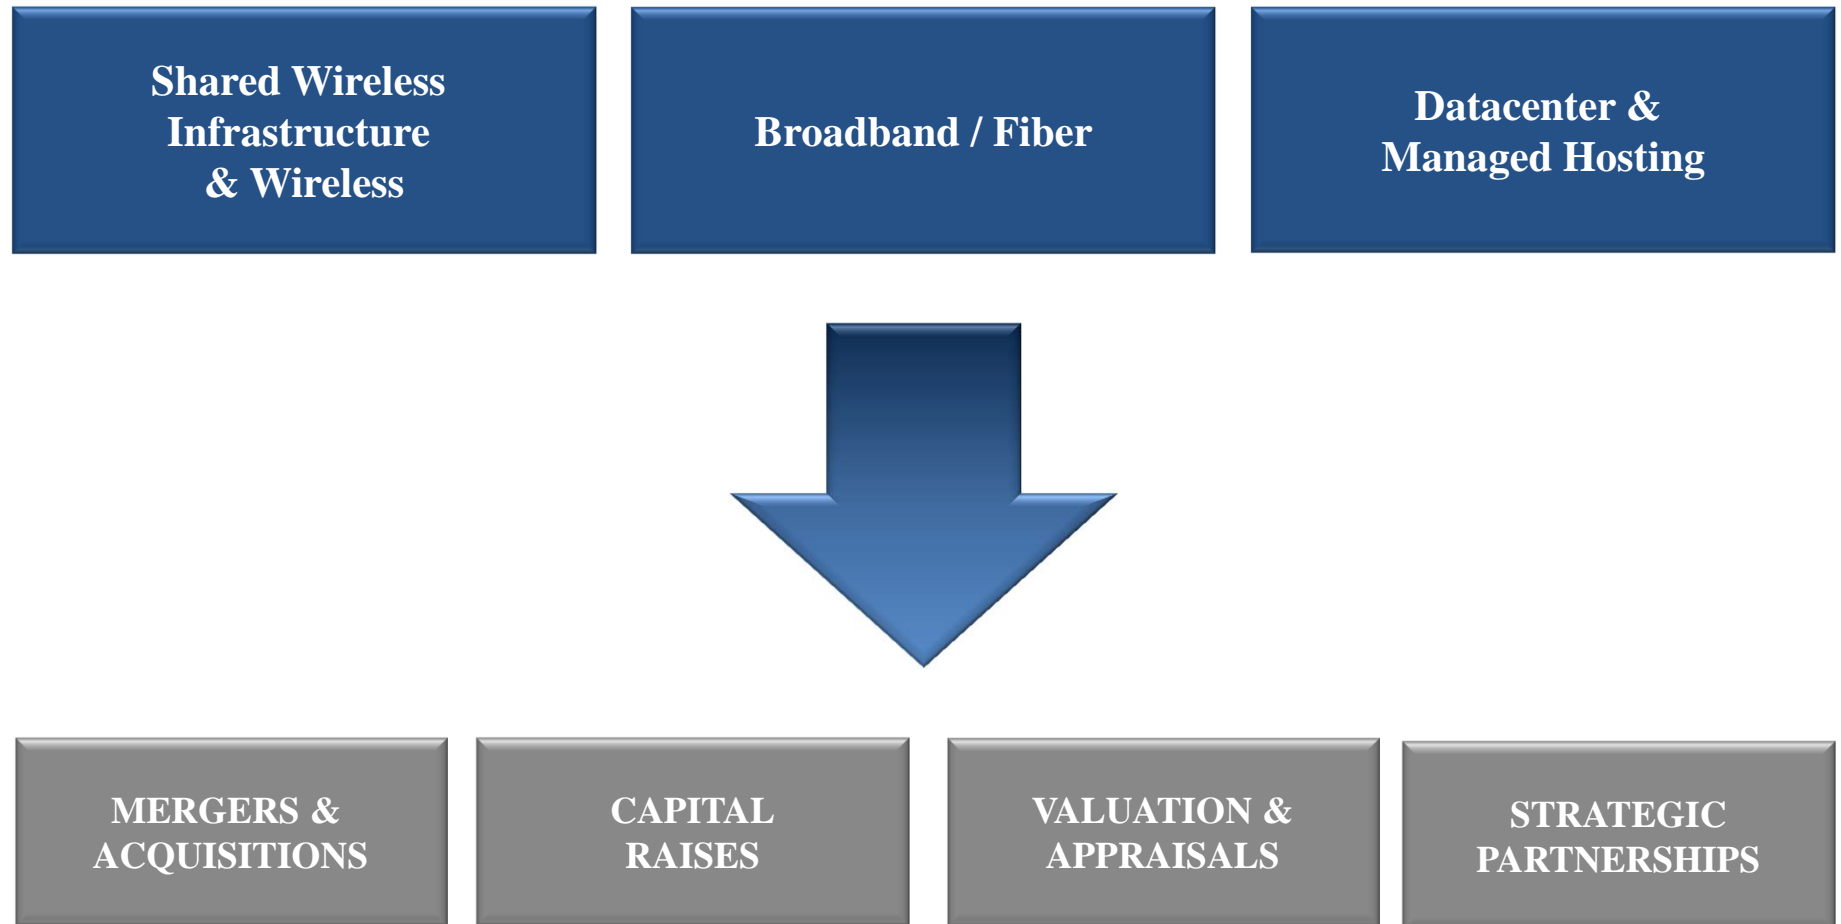 Shared Wireless
Infrastructure
& Wireless
Broadband / Fiber
Datacenter &
Managed Hosting
MERGERS &
ACQUISITIONS
CAPITAL
RAISES
VALUATION &
APPRAISALS
STRATEGIC
PARTNERSHIPS